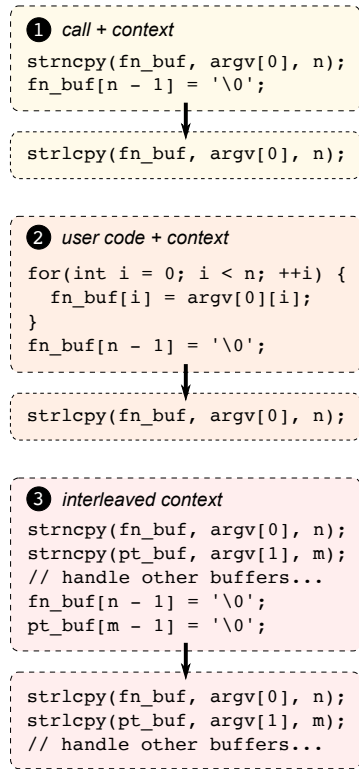 1 call + context
strncpy(fn_buf, argv[0], n);
fn_buf[n - 1] = '\0';
strlcpy(fn_buf, argv[0], n);
2 user code + context
for(int i = 0; i < n; ++i) {
  fn_buf[i] = argv[0][i];
}
fn_buf[n - 1] = '\0';
strlcpy(fn_buf, argv[0], n);
3 interleaved context
strncpy(fn_buf, argv[0], n);
strncpy(pt_buf, argv[1], m);
// handle other buffers...
fn_buf[n - 1] = '\0';
pt_buf[m - 1] = '\0';
strlcpy(fn_buf, argv[0], n);
strlcpy(pt_buf, argv[1], m);
// handle other buffers...